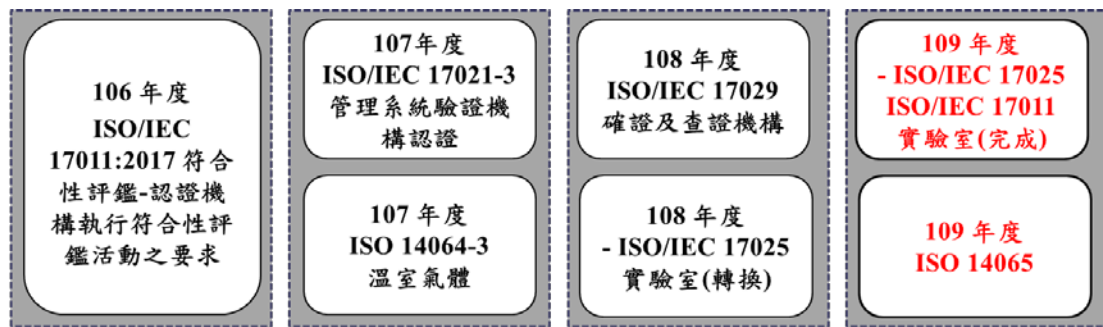 106 年度
ISO/IEC
17011:2017 符合
性評鑑-認證機
構執行符合性評
鑑活動之要求
107年度
ISO/IEC 17021-3
管理系統驗證機
構認證
107 年度
ISO 14064-3
溫室氣體
108 年度
ISO/IEC 17029
確證及查證機構
108 年度
- ISO/IEC 17025
實驗室(轉換)
109 年度
- ISO/IEC 17025
ISO/IEC 17011
實驗室(完成)
109 年度
ISO 14065